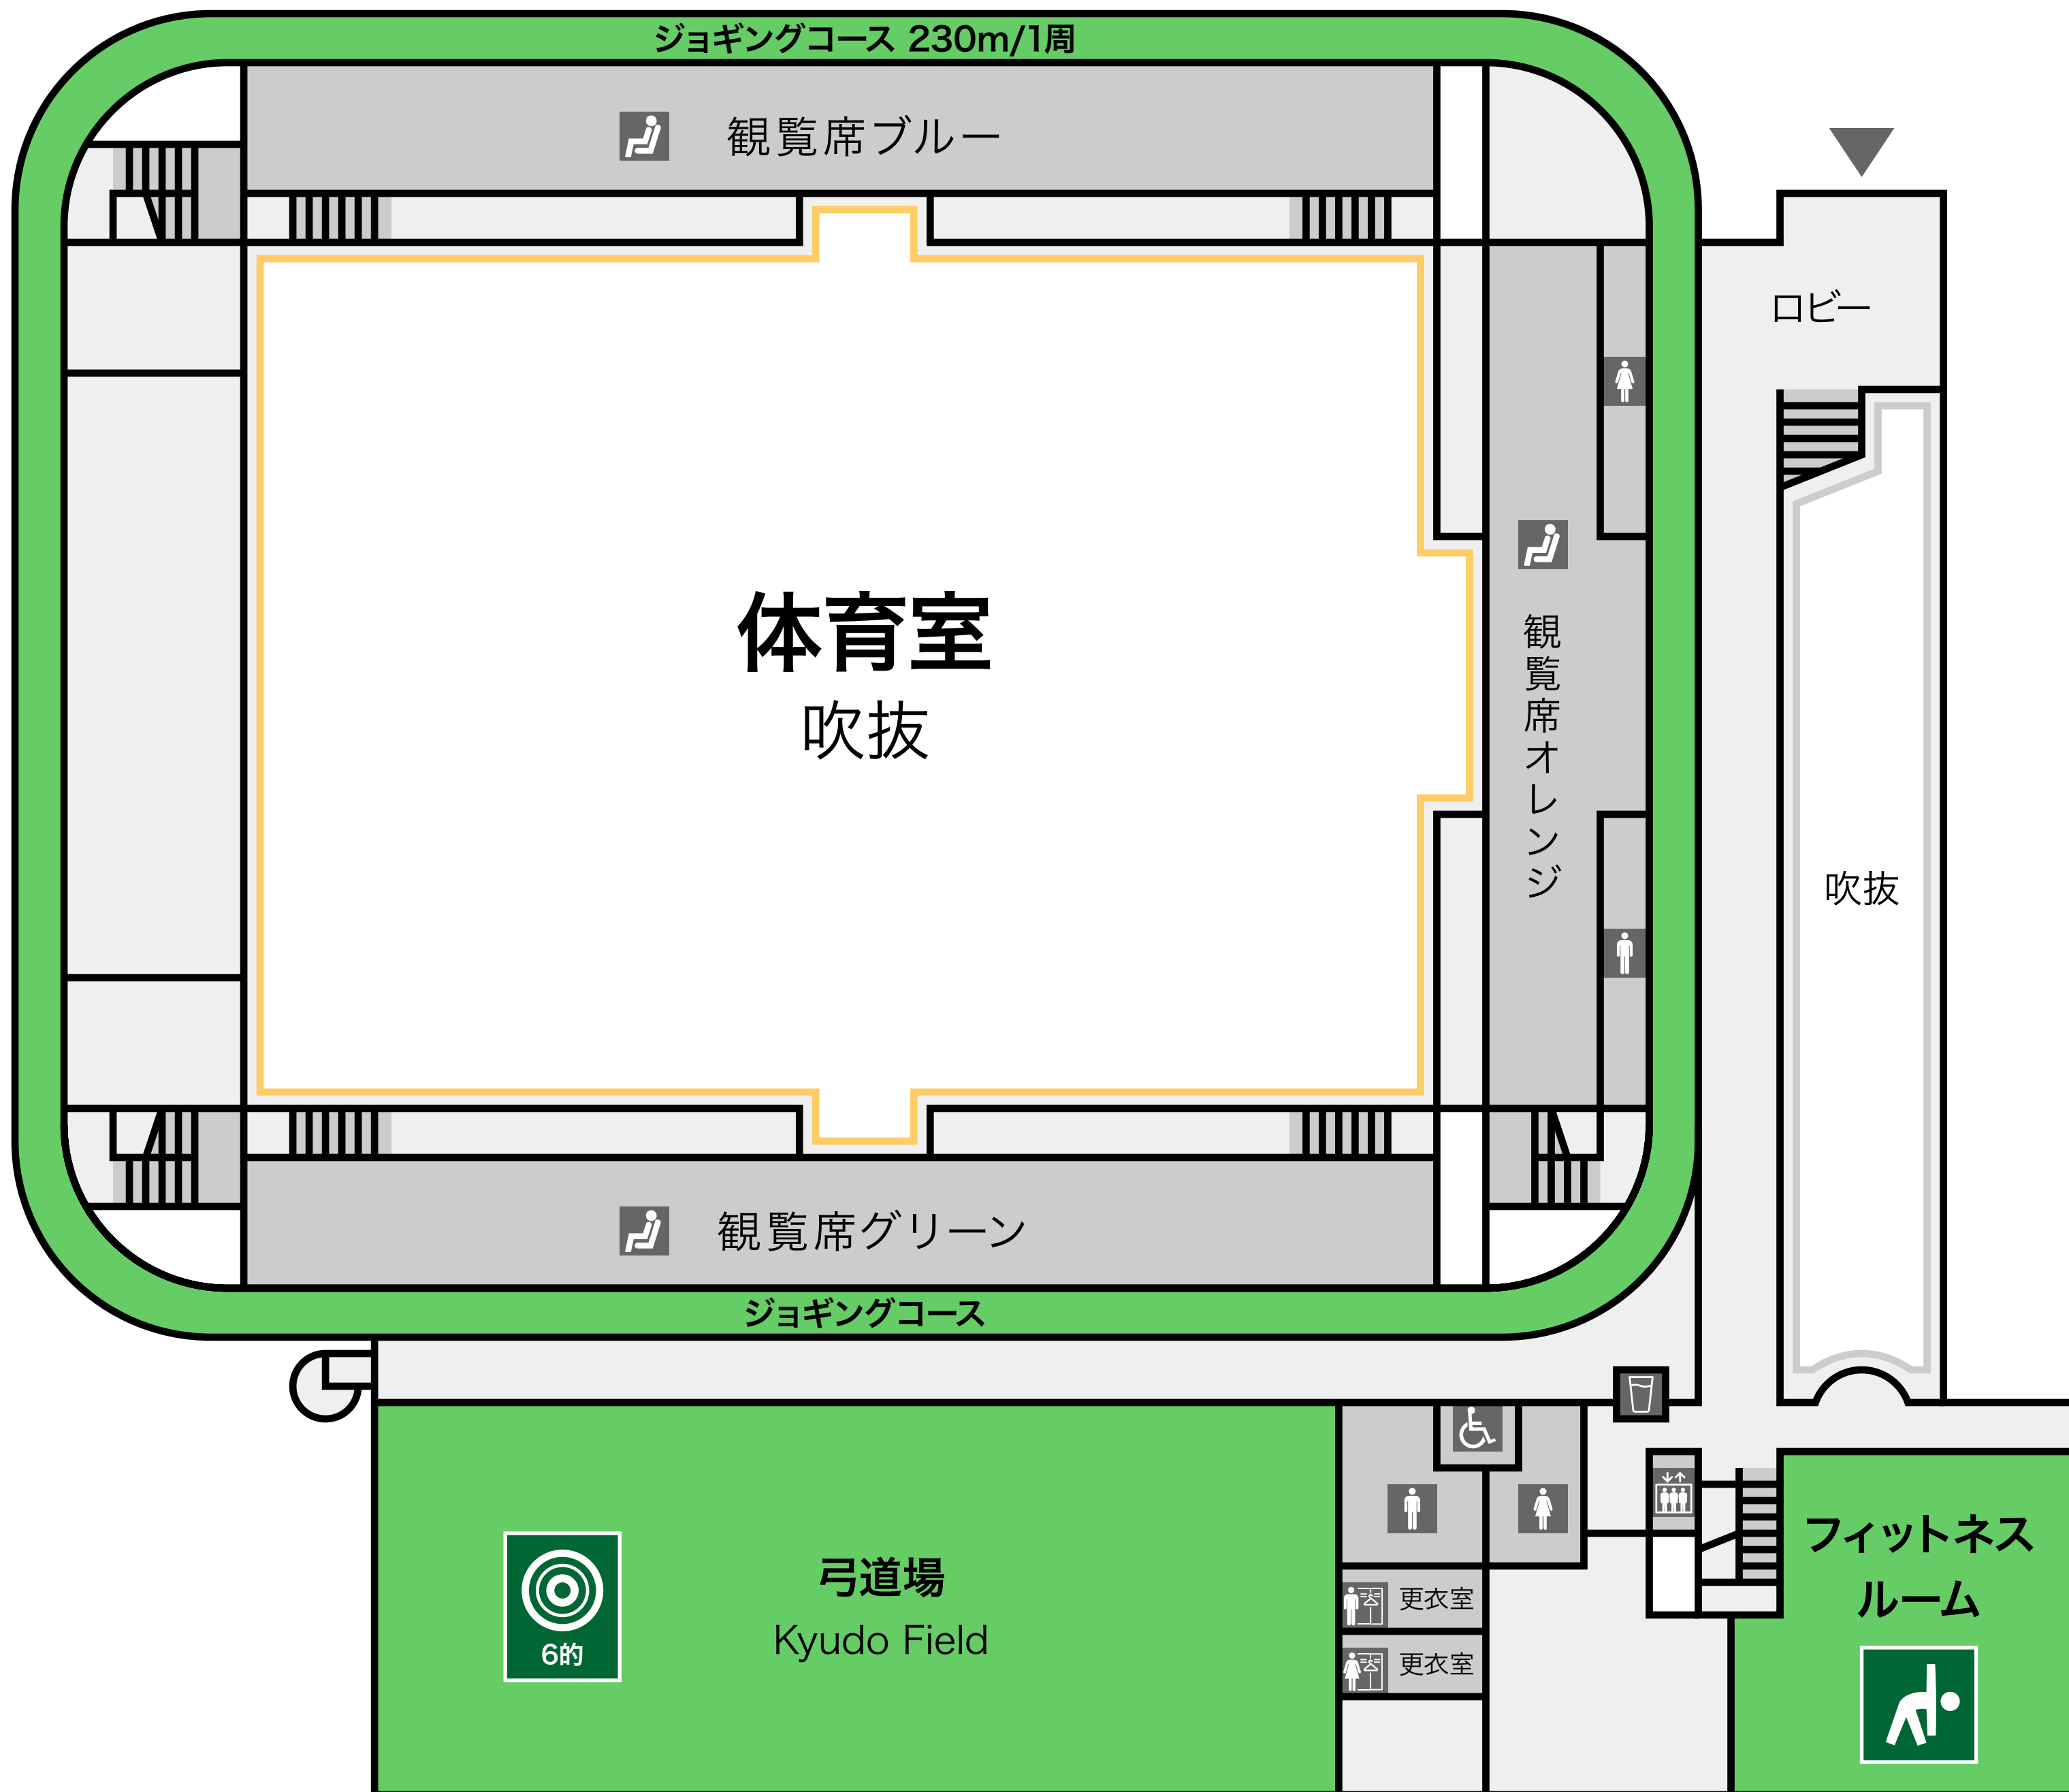 ジョギングコース 230m/1周
観覧席ブルー
ロビー
体育室
吹抜
観覧席オレンジ
吹抜
観覧席グリーン
ジョギングコース
弓道場
Kyudo Field
6的
更衣室
更衣室
フィットネス
ルーム